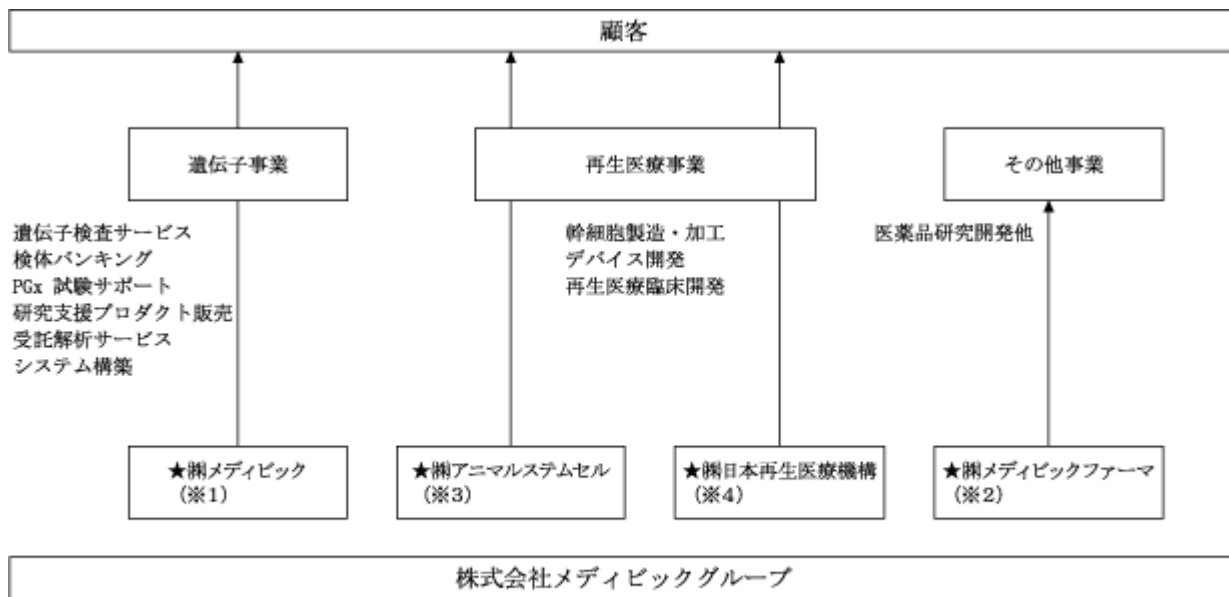 顧客
遺伝子事業
再生医療事業
その他事業
遺伝子検査サービス
検体バンキング
PGx 試験サポート
研究支援プロダクト販売
受託解析サービス
システム構築
幹細胞製造・加工
デバイス開発
再生医療臨床開発
医薬品研究開発他
★㈱メディビック
(※1)
★㈱アニマルステムセル
(※3)
★㈱日本再生医療機構
(※4)
★㈱メディビックファーマ
(※2)
株式会社メディビックグループ